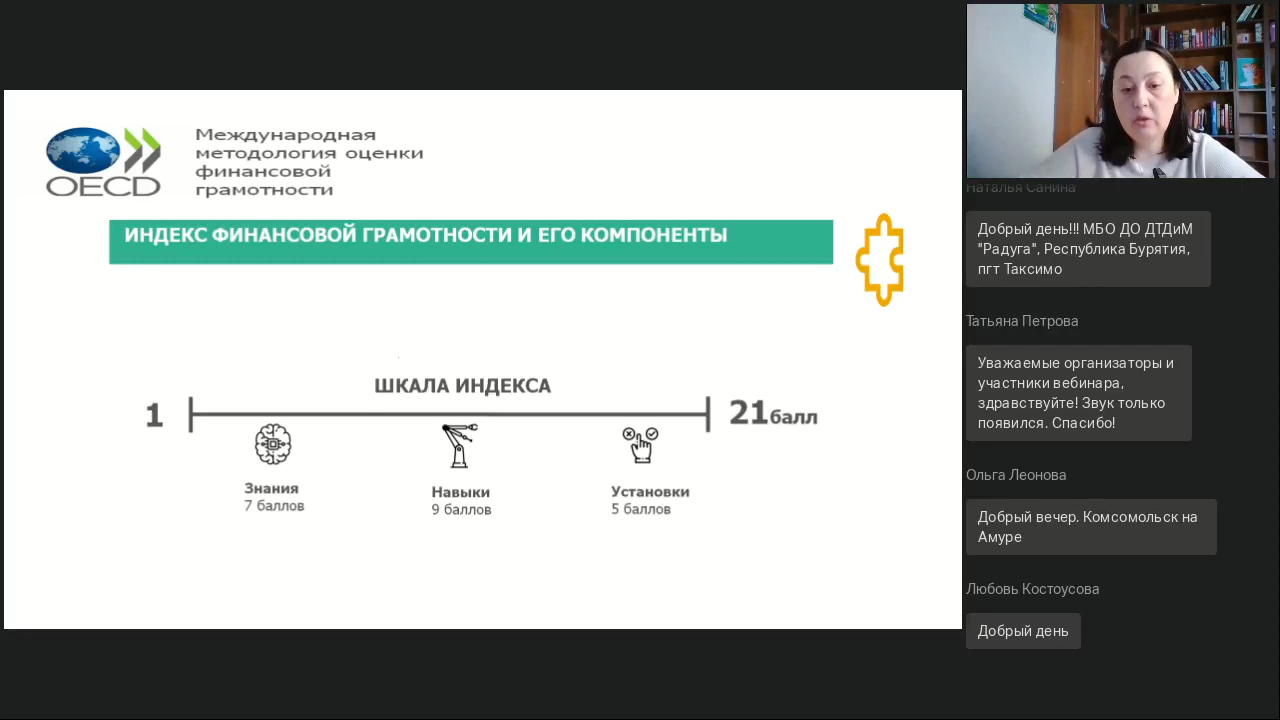 OECD
Международная
методология оценки
финансовой
грамотности
ИНДЕКС ФИНАНСОВОЙ ГРАМОТНОСТИ И ЕГО КОМПОНЕНТЫ
ШКАЛА ИНДЕКСА
1
21балл
Знания
7 баллов
Навыки
9 баллов
Установки
5 баллов
Наталья Санина
Добрый день!!! МБО ДО ДТДиМ
"Радуга", Республика Бурятия,
пгт Таксимо
Татьяна Петрова
Уважаемые организаторы и
участники вебинара,
здравствуйте! Звук только
появился. Спасибо!
Ольга Леонова
Добрый вечер. Комсомольск на
Амуре
Любовь Костоусова
Добрый день